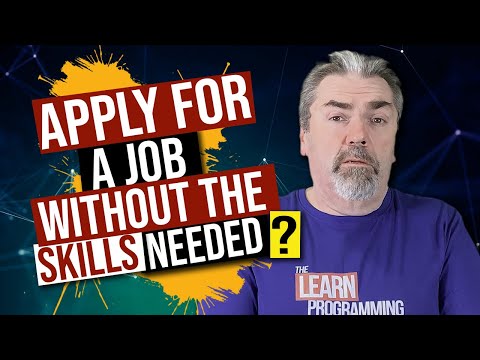 APPLY FOR
A JOB
WITHOUT THE
SKILLS NEEDED ?
THE
LEARN
PROGRAMMING